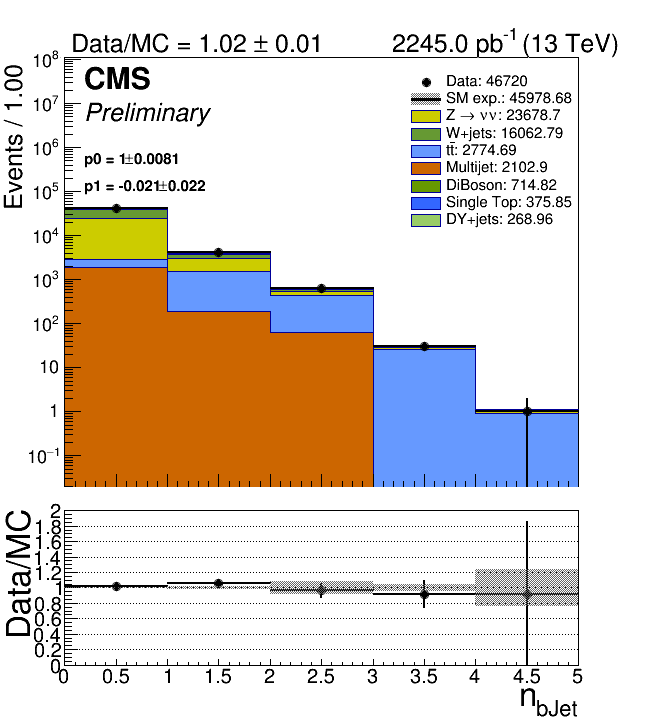 Data/MC = 1.02 ± 0.01 2245.0 pb⁻¹ (13 TeV)
Events / 1.00
CMS
Preliminary
p0 = 1±0.0081
p1 = -0.021±0.022
Data: 46720
SM exp.: 45978.68
Z → νν: 23678.7
W+jets: 16062.79
tt̄: 2774.69
Multijet: 2102.9
DiBoson: 714.82
Single Top: 375.85
DY+jets: 268.96
10⁸
10⁷
10⁶
10⁵
10⁴
10³
10²
10
1
10⁻¹
Data/MC
2
1.8
1.6
1.4
1.2
1
0.8
0.6
0.4
0.2
0
0 0.5 1 1.5 2 2.5 3 3.5 4 4.5 5
n_bJet